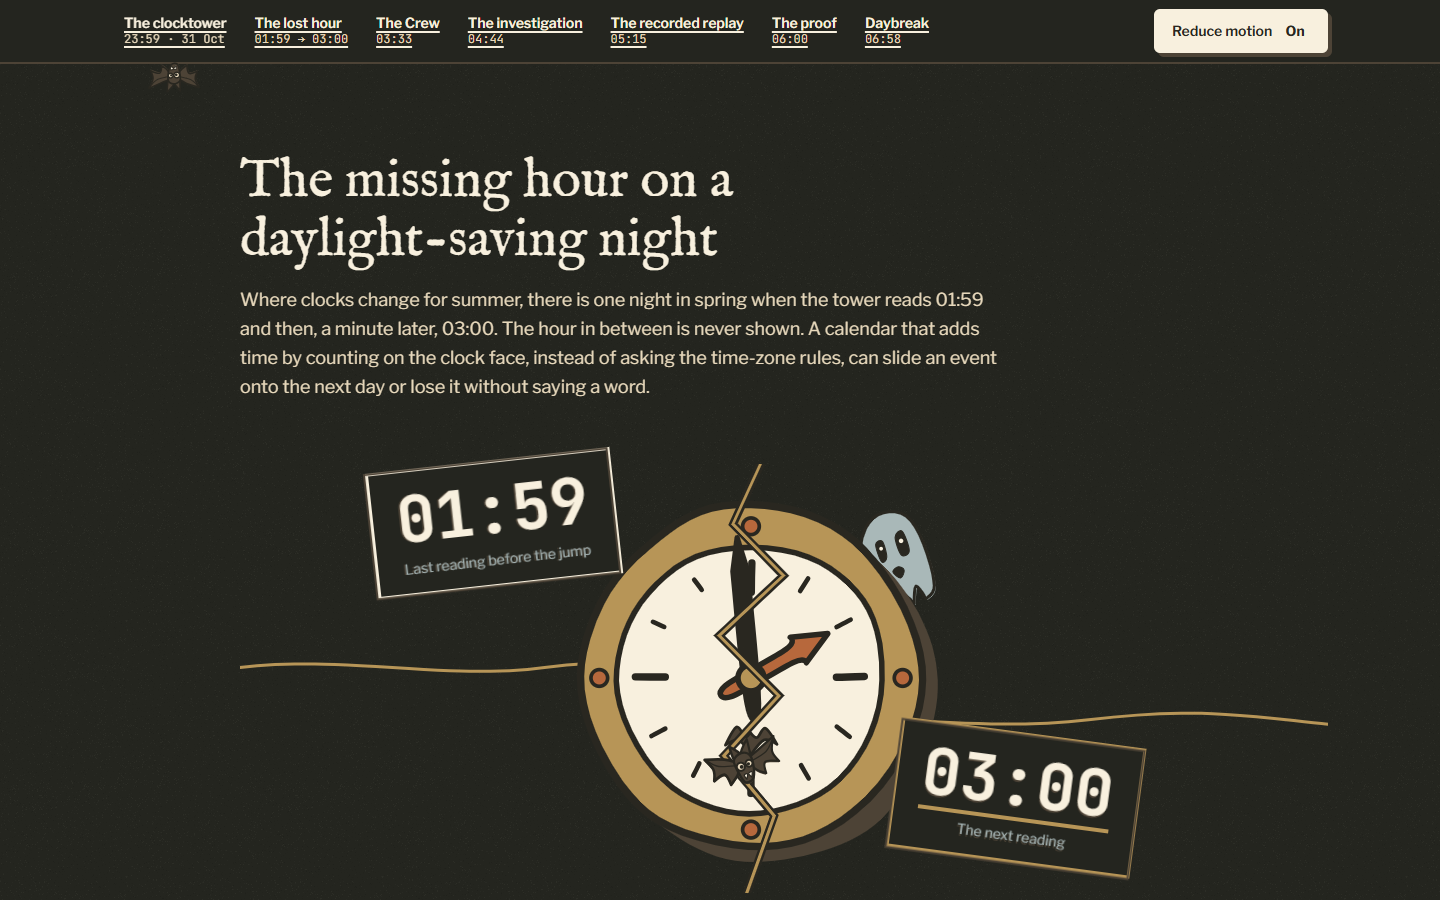 The clocktower
23:59 · 31 Oct
The lost hour
01:59 → 03:00
The Crew
03:33
The investigation
04:44
The recorded replay
05:15
The proof
06:00
Daybreak
06:58
Reduce motion On
The missing hour on a
daylight-saving night
Where clocks change for summer, there is one night in spring when the tower reads 01:59
and then, a minute later, 03:00. The hour in between is never shown. A calendar that adds
time by counting on the clock face, instead of asking the time-zone rules, can slide an event
onto the next day or lose it without saying a word.
01:59
Last reading before the jump
03:00
The next reading